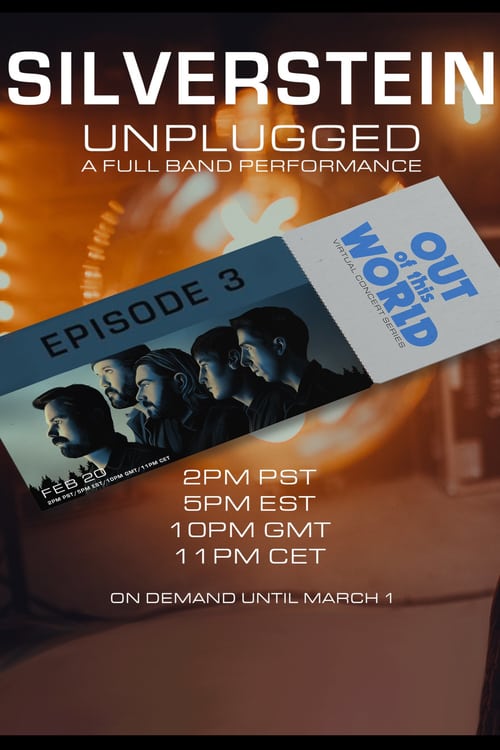 SILVERSTEIN
UNPLUGGED
A FULL BAND PERFORMANCE
EPISODE 3
OUT
of this
WORLD
VIRTUAL CONCERT SERIES
FEB 20
2PM PST/5PM EST/10PM GMT/11PM CET
2PM PST
5PM EST
10PM GMT
11PM CET
ON DEMAND UNTIL MARCH 1